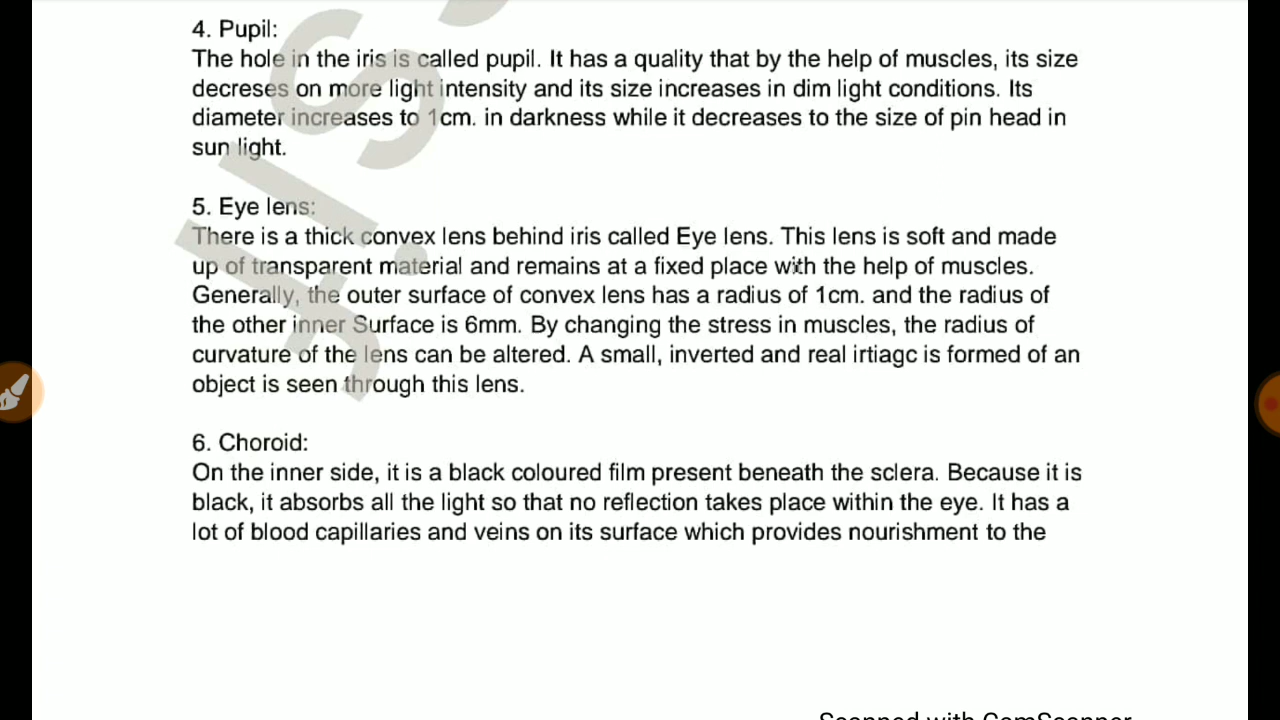 4. Pupil:
The hole in the iris is called pupil. It has a quality that by the help of muscles, its size
decreses on more light intensity and its size increases in dim light conditions. Its
diameter increases to 1cm. in darkness while it decreases to the size of pin head in
sun light.
5. Eye lens:
There is a thick convex lens behind iris called Eye lens. This lens is soft and made
up of transparent material and remains at a fixed place with the help of muscles.
Generally, the outer surface of convex lens has a radius of 1cm. and the radius of
the other inner Surface is 6mm. By changing the stress in muscles, the radius of
curvature of the lens can be altered. A small, inverted and real irtiagc is formed of an
object is seen through this lens.
6. Choroid:
On the inner side, it is a black coloured film present beneath the sclera. Because it is
black, it absorbs all the light so that no reflection takes place within the eye. It has a
lot of blood capillaries and veins on its surface which provides nourishment to the
Scanned with CamScanner